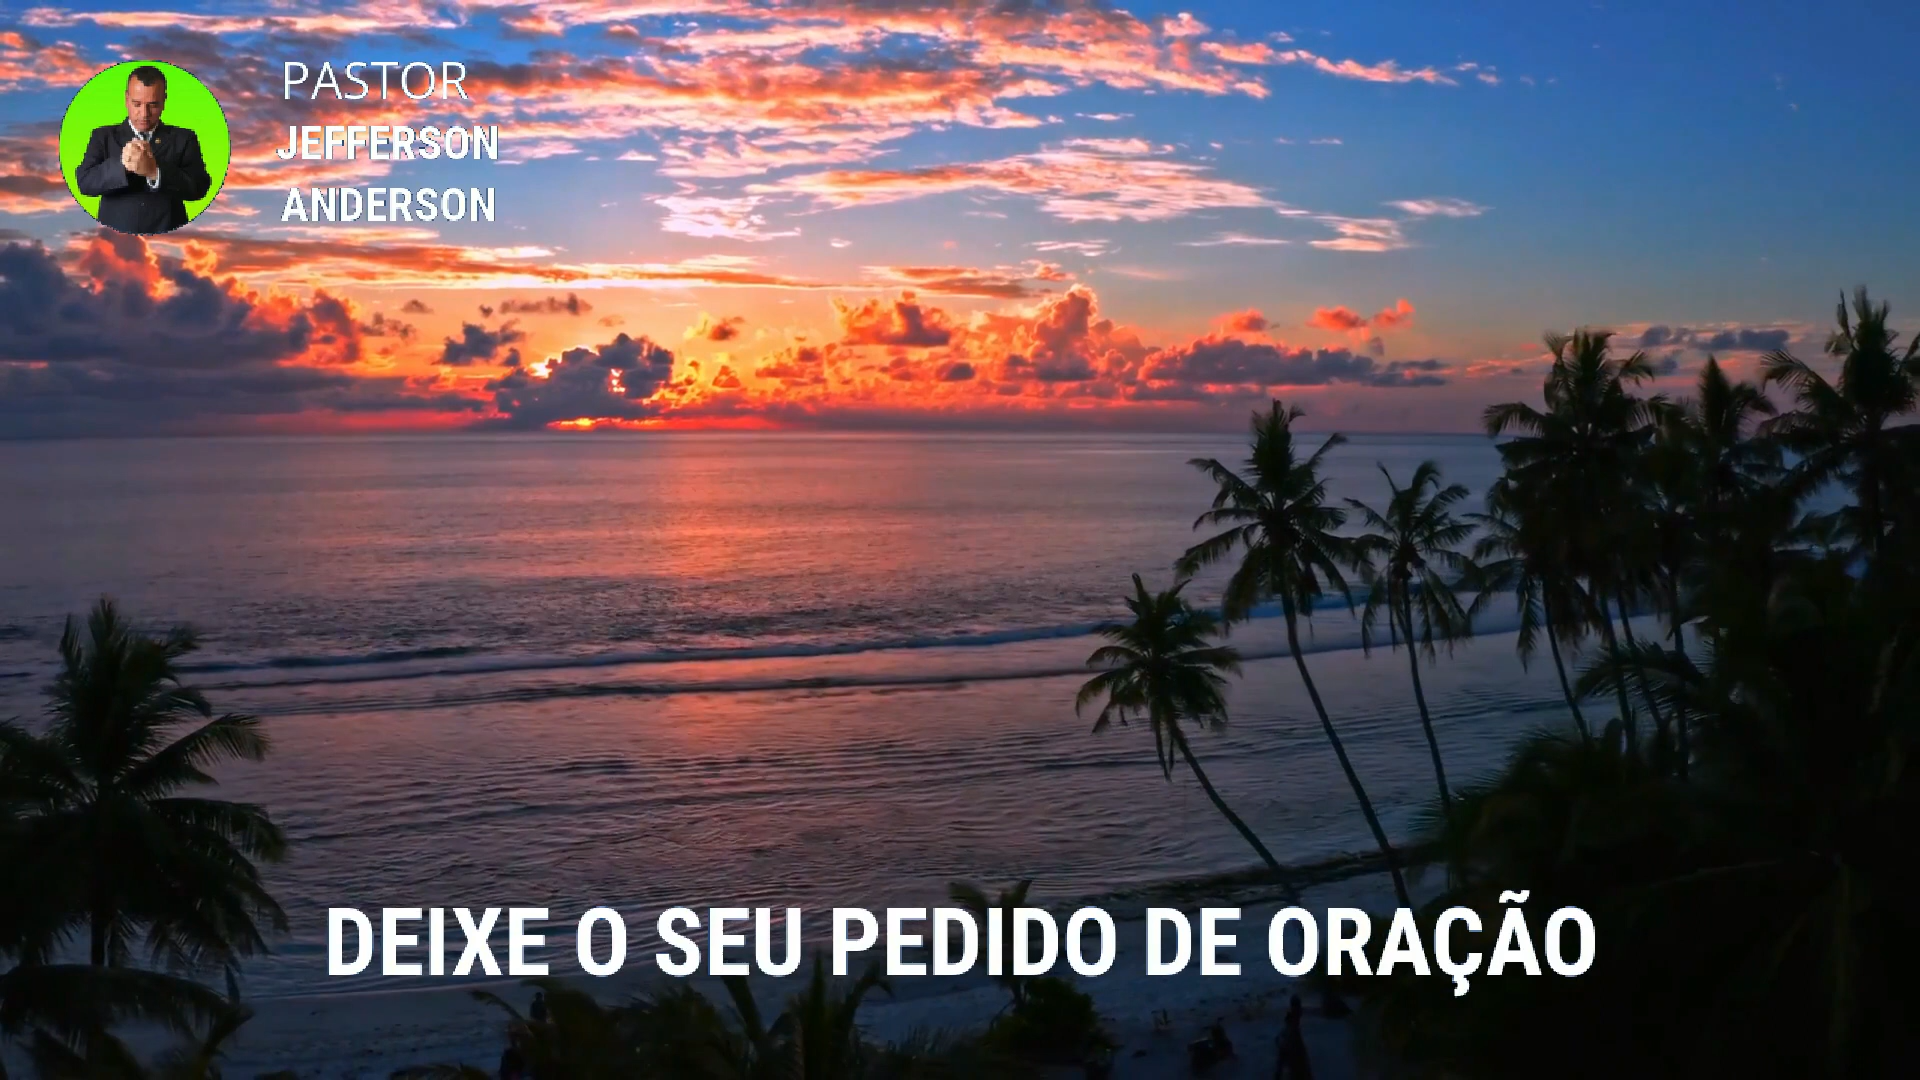 PASTOR
JEFFERSON
ANDERSON
DEIXE O SEU PEDIDO DE ORAÇÃO